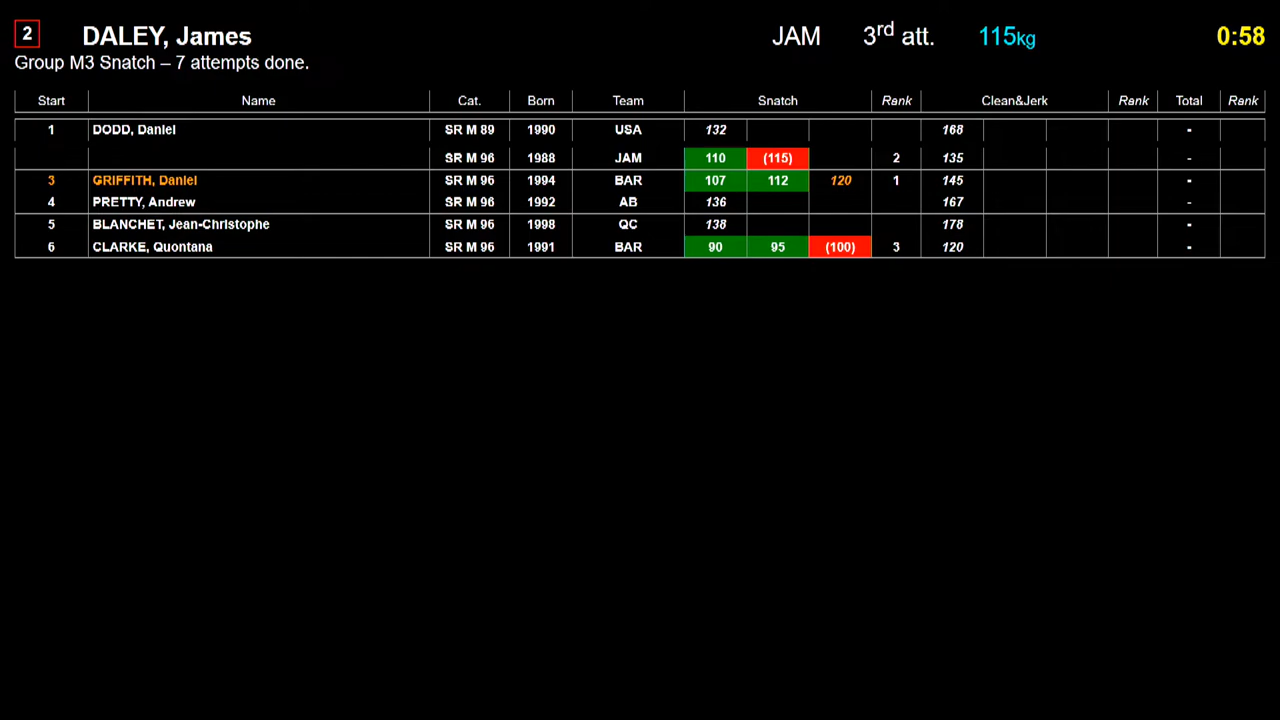 2 DALEY, James JAM 3rd att. 115kg 0:58
Group M3 Snatch – 7 attempts done.
Start Name Cat. Born Team Snatch Rank Clean&Jerk Rank Total Rank
1 DODD, Daniel SR M 89 1990 USA 132 168 -
SR M 96 1988 JAM 110 (115) 2 135 -
3 GRIFFITH, Daniel SR M 96 1994 BAR 107 112 120 1 145 -
4 PRETTY, Andrew SR M 96 1992 AB 136 167 -
5 BLANCHET, Jean-Christophe SR M 96 1998 QC 138 178 -
6 CLARKE, Quontana SR M 96 1991 BAR 90 95 (100) 3 120 -